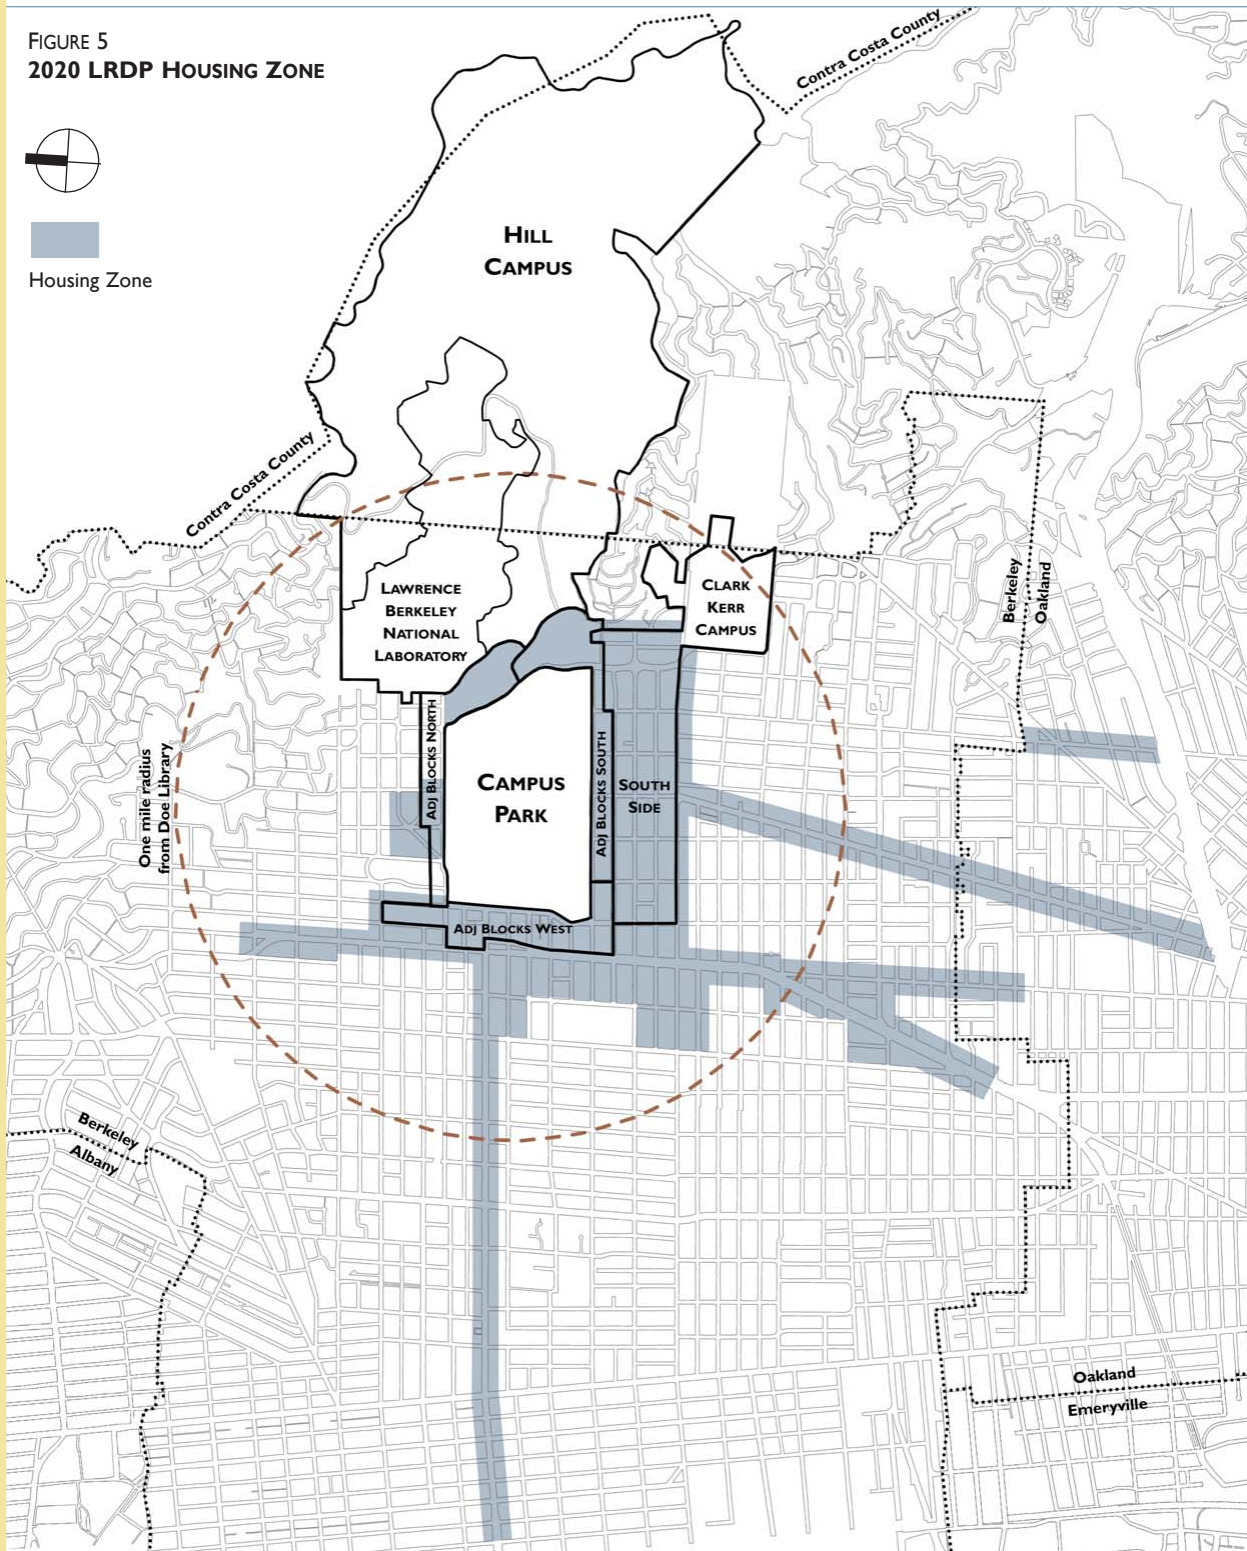 FIGURE 5
2020 LRDP HOUSING ZONE
Housing Zone
Contra Costa County
HILL
CAMPUS
Contra Costa County
LAWRENCE
BERKELEY
NATIONAL
LABORATORY
CLARK
KERR
CAMPUS
Berkeley
Oakland
One mile radius
from Doe Library
ADJ BLOCKS NORTH
CAMPUS
PARK
ADJ BLOCKS SOUTH
SOUTH
SIDE
ADJ BLOCKS WEST
Berkeley
Albany
Oakland
Emeryville